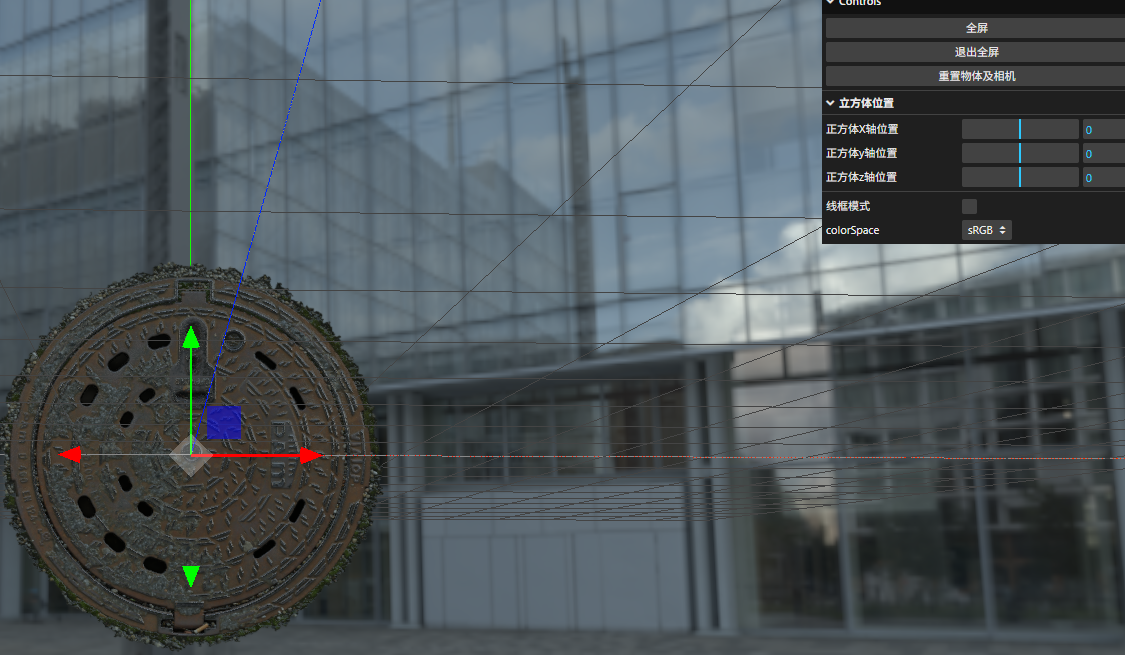 Controls
全屏
退出全屏
重置物体及相机
立方体位置
正方体X轴位置 0
正方体y轴位置 0
正方体z轴位置 0
线框模式
colorSpace sRGB